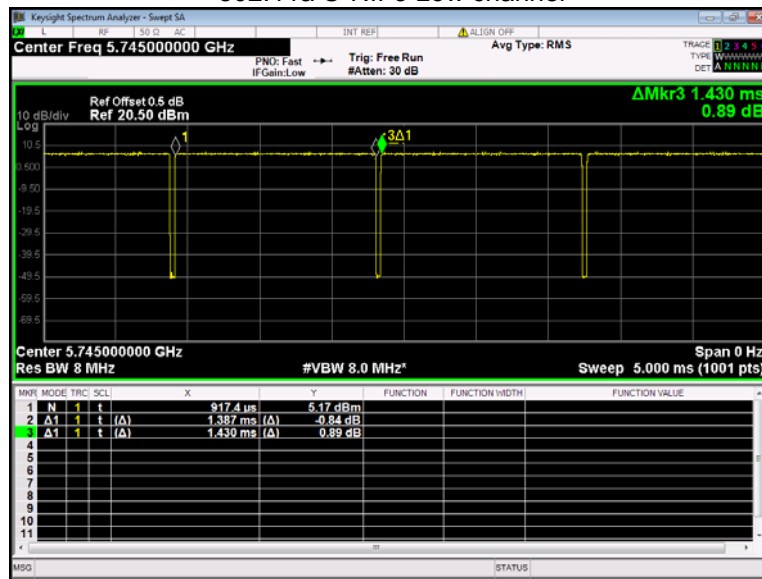 Keysight Spectrum Analyzer - Swept SA
L RF 50 Ω AC INT REF ALIGN OFF
Center Freq 5.745000000 GHz Avg Type: RMS TRACE 1 2 3 4 5
PNO: Fast Trig: Free Run TYPE
IFGain:Low #Atten: 30 dB DET A N N N N
ΔMkr3 1.430 ms
Ref Offset 0.5 dB 0.89 dB
10 dB/div Ref 20.50 dBm
Log
1 3Δ1
10.5
0.500
-9.50
-19.5
-29.5
-39.5
-49.5
-59.5
-69.5
Center 5.745000000 GHz Span 0 Hz
Res BW 8 MHz #VBW 8.0 MHz* Sweep 5.000 ms (1001 pts)
MKR MODE TRC SCL X Y FUNCTION FUNCTION WIDTH FUNCTION VALUE
1 N 1 t 917.4 µs 5.17 dBm
2 Δ1 1 t (Δ) 1.387 ms (Δ) -0.84 dB
3 Δ1 1 t (Δ) 1.430 ms (Δ) 0.89 dB
4
5
6
7
8
9
10
11
MSG STATUS